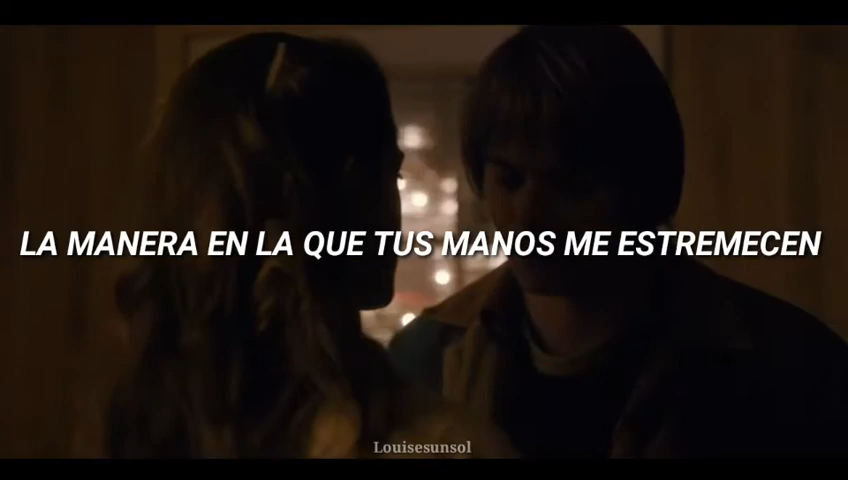 LA MANERA EN LA QUE TUS MANOS ME ESTREMECEN
Louisesunsol